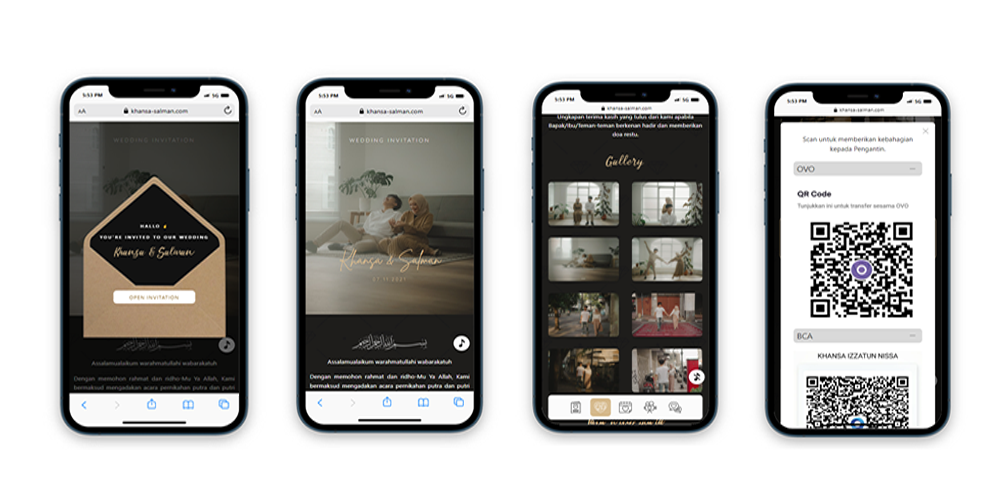 5:53 PM
5G
AA
khansa-salman.com
WEDDING INVITATION
HALLO
YOU'RE INVITED TO OUR WEDDING
Khansa & Salman
OPEN INVITATION
Assalamualaikum warahmatullahi wabarakatuh
Dengan memohon rahmat dan ridho-Mu Ya Allah, Kami
bermaksud mengadakan acara pernikahan putra dan putri
5:53 PM
5G
AA
khansa-salman.com
WEDDING INVITATION
Khansa & Salman
بسم الله الرحمن الرحيم
Assalamualaikum warahmatullahi wabarakatuh
Dengan memohon rahmat dan ridho-Mu Ya Allah, Kami
bermaksud mengadakan acara pernikahan putra dan putri
5:53 PM
5G
khansa-salman.com
Ungkapan terima kasih yang tulus dari kami apabila
Bapak/Ibu/Teman-teman berkenan hadir dan memberikan
doa restu.
Gallery
5:53 PM
5G
khansa-salman.com
Scan untuk memberikan kebahagian
kepada Pengantin.
OVO
QR Code
Tunjukkan ini untuk transfer sesama OVO
BCA
KHANSA IZZATUN NISSA